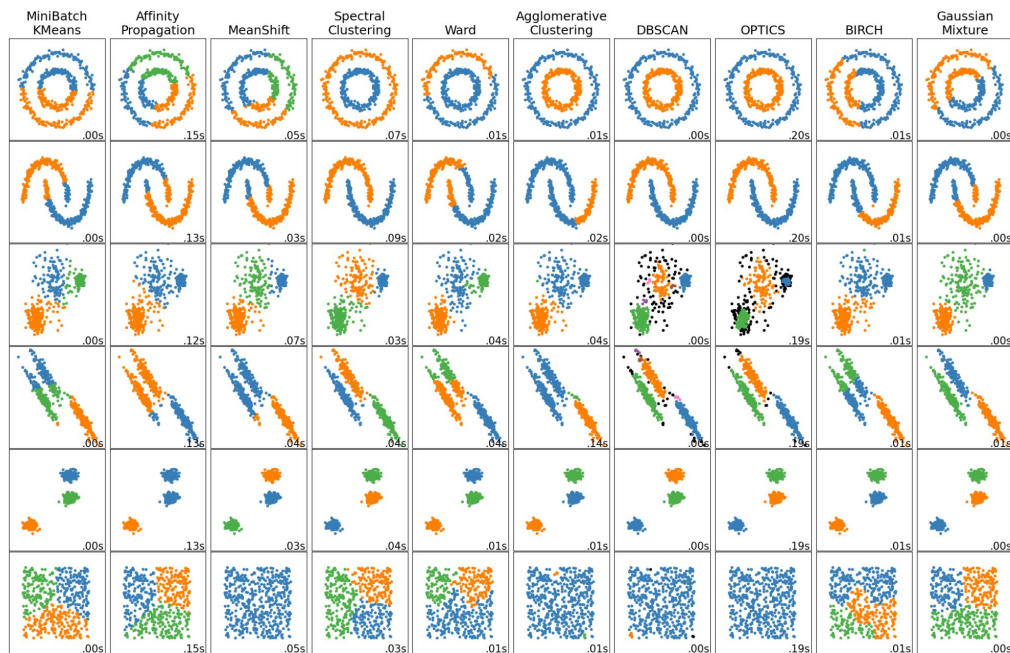 MiniBatch
KMeans
Affinity
Propagation
MeanShift
Spectral
Clustering
Ward
Agglomerative
Clustering
DBSCAN
OPTICS
BIRCH
Gaussian
Mixture
.00s .15s .05s .07s .01s .01s .00s .20s .01s .00s
.00s .13s .03s .09s .02s .02s .00s .20s .01s .00s
.00s .12s .07s .03s .04s .04s .00s .19s .01s .00s
.00s .13s .04s .04s .04s .14s .00s .19s .01s .01s
.00s .13s .03s .04s .01s .01s .00s .19s .01s .00s
.00s .15s .05s .03s .01s .01s .00s .19s .01s .00s